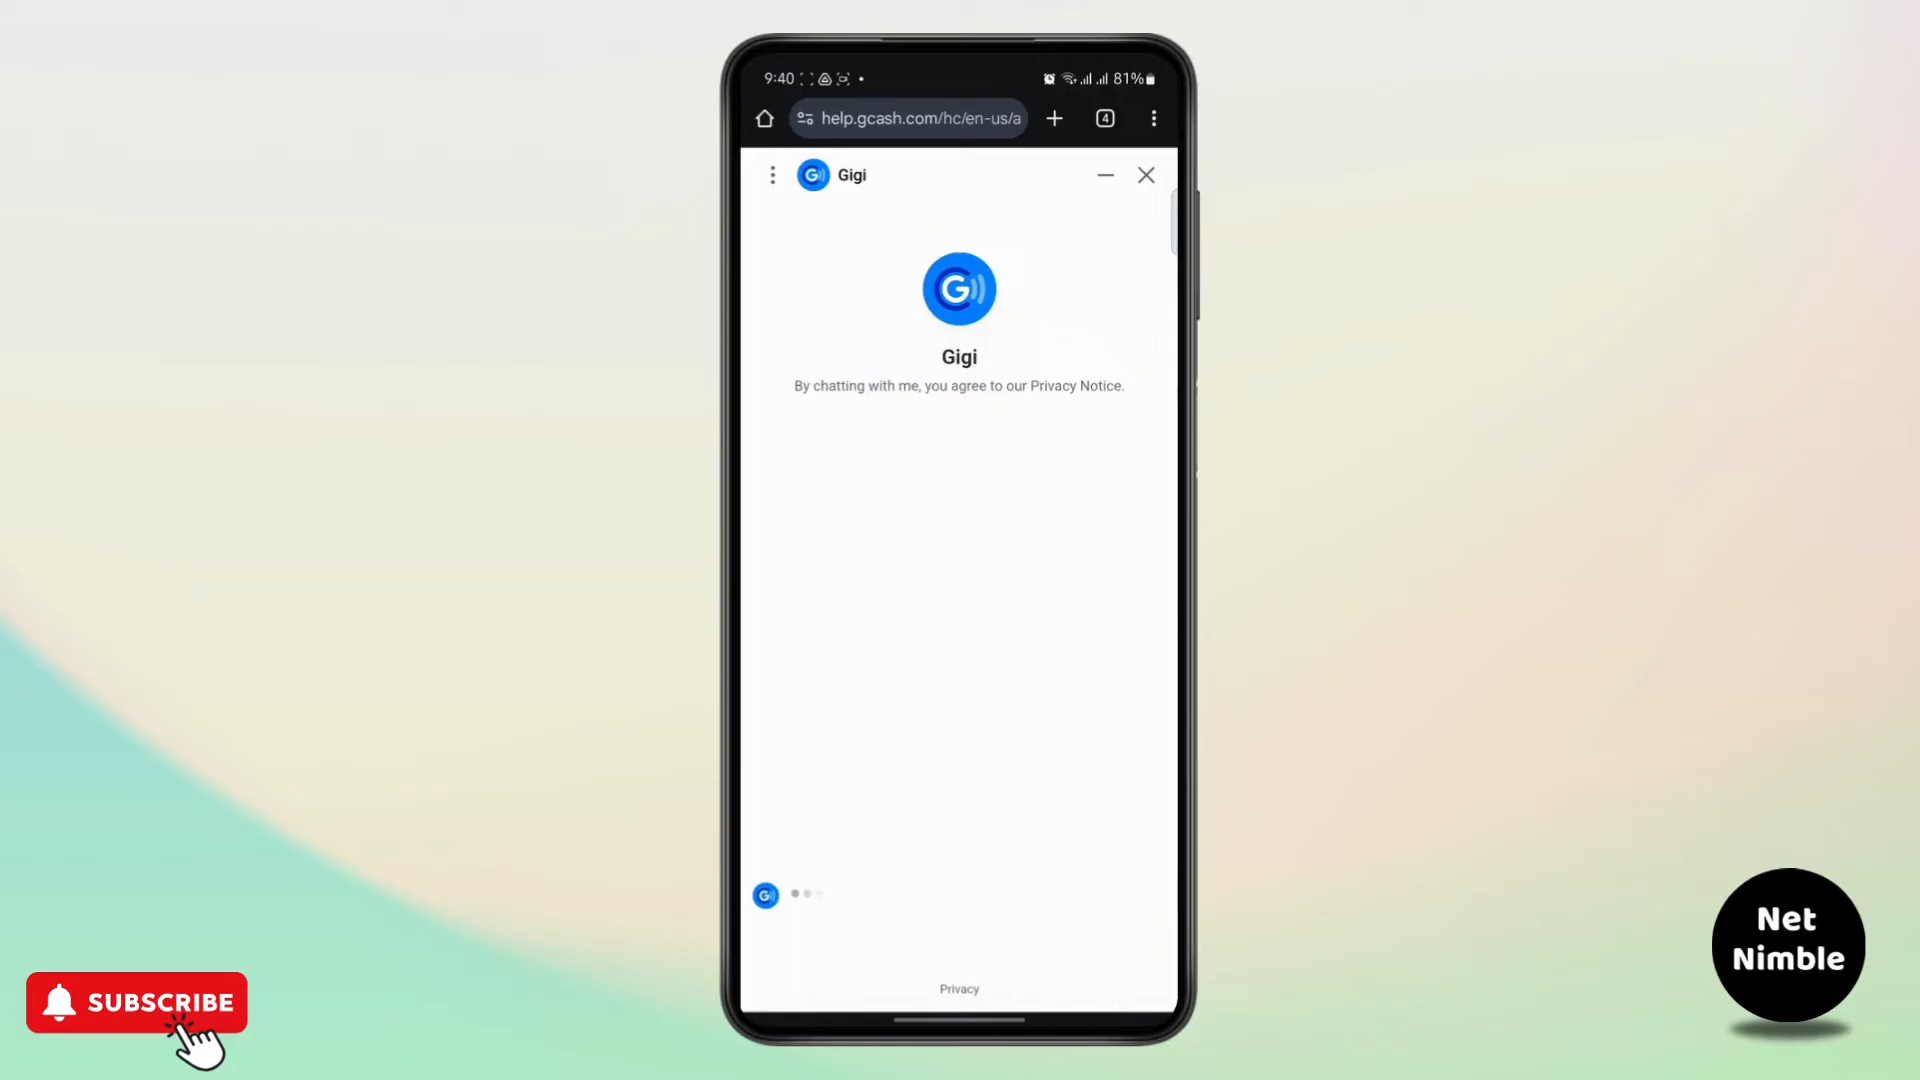 9:40
81%
help.gcash.com/hc/en-us/a
4
G Gigi
G
Gigi
By chatting with me, you agree to our Privacy Notice.
G
Privacy
SUBSCRIBE
Net
Nimble